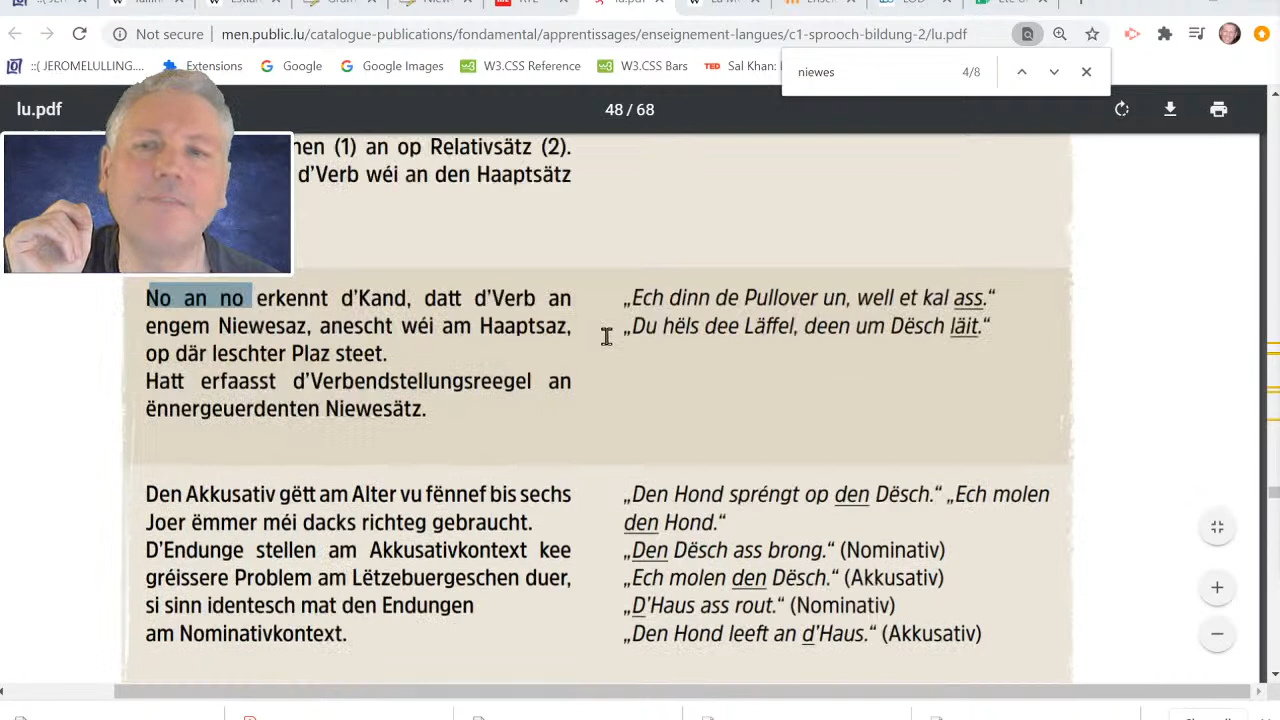 Not secure
men.public.lu/catalogue-publications/fundamental/apprentissages/enseignement-langues/c1-sprooch-bildung-2/lu.pdf
::( JEROMELULLING....
Extensions
Google
Google Images
W3.CSS Reference
W3.CSS Bars
TED
Sal Khan:
niewes
4/8
lu.pdf
48 / 68
nen (1) an op Relativsätz (2).
d’Verb wéi an den Haaptsätz
No an no erkennt d’Kand, datt d’Verb an
engem Niewesaz, anescht wéi am Haaptsaz,
op där leschter Plaz steet.
Hatt erfaasst d’Verbendstellungsreegel an
ënnergeuerdenten Niewesätz.
„Ech dinn de Pullover un, well et kal ass.“
„Du hëls dee Läffel, deen um Dësch läit.“
Den Akkusativ gëtt am Alter vu fënnef bis sechs
Joer ëmmer méi dacks richteg gebraucht.
D’Endunge stellen am Akkusativkontext kee
gréissere Problem am Lëtzebuergeschen duer,
si sinn identesch mat den Endungen
am Nominativkontext.
„Den Hond spréngt op den Dësch.“ „Ech molen
den Hond.“
„Den Dësch ass brong.“ (Nominativ)
„Ech molen den Dësch.“ (Akkusativ)
„D’Haus ass rout.“ (Nominativ)
„Den Hond leeft an d’Haus.“ (Akkusativ)